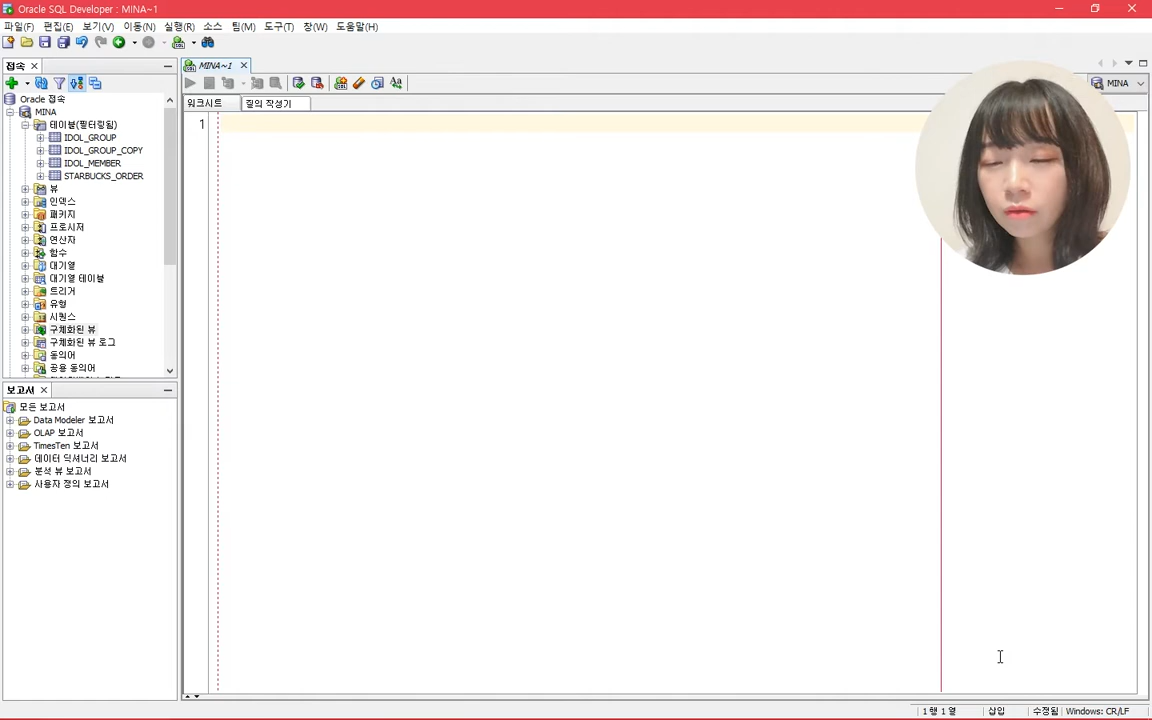 Oracle SQL Developer : MINA~1
파일(F) 편집(E) 보기(V) 이동(N) 실행(R) 소스 팀(M) 도구(T) 창(W) 도움말(H)
접속
MINA~1
MINA
워크시트 질의 작성기
1
Oracle 접속
MINA
테이블(필터링됨)
IDOL_GROUP
IDOL_GROUP_COPY
IDOL_MEMBER
STARBUCKS_ORDER
뷰
인덱스
패키지
프로시저
연산자
함수
대기열
대기열 테이블
트리거
유형
시퀀스
구체화된 뷰
구체화된 뷰 로그
동의어
공용 동의어
보고서
모든 보고서
Data Modeler 보고서
OLAP 보고서
TimesTen 보고서
데이터 딕셔너리 보고서
분석 뷰 보고서
사용자 정의 보고서
1 행 1 열 삽입 수정됨 Windows: CR/LF